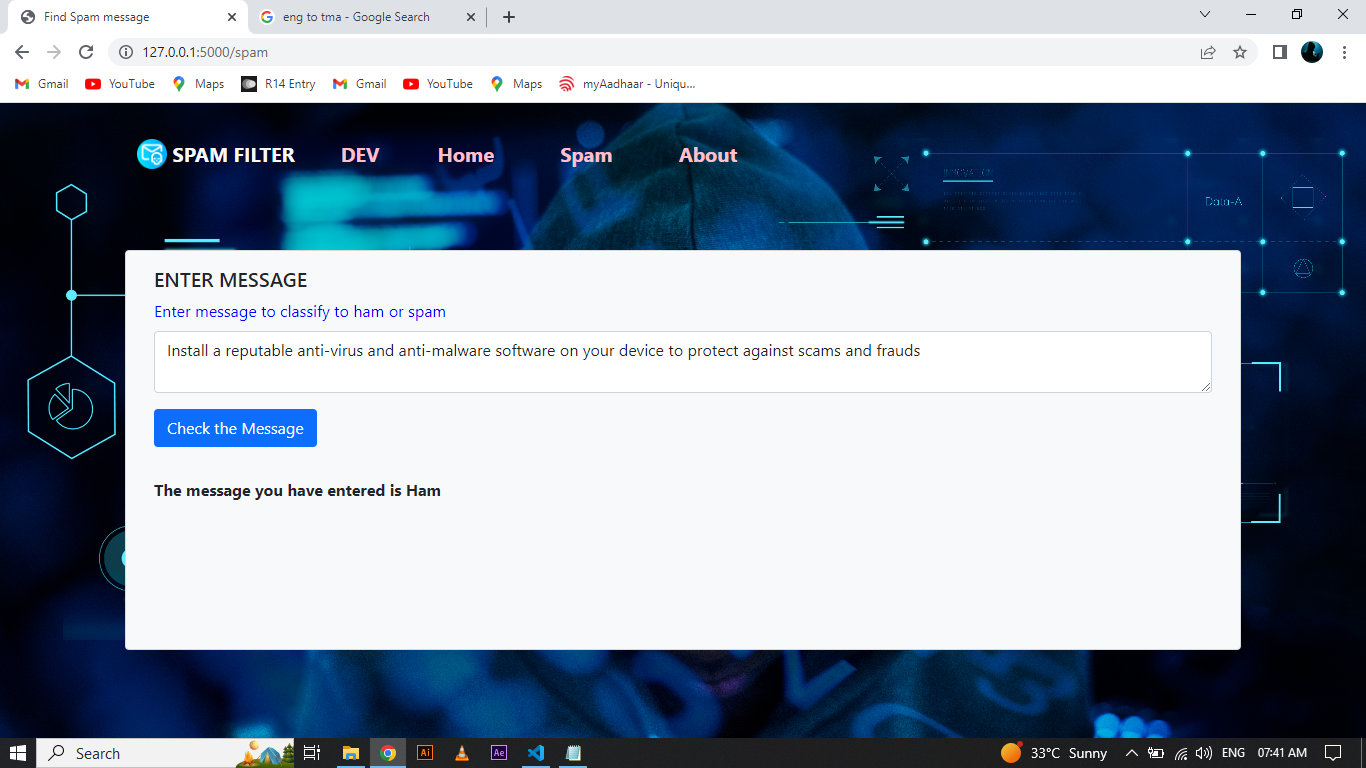 Find Spam message
eng to tma - Google Search
127.0.0.1:5000/spam
Gmail YouTube Maps R14 Entry Gmail YouTube Maps myAadhaar - Uniqu...
SPAM FILTER DEV Home Spam About
INNOVATION
Data-A
ENTER MESSAGE
Enter message to classify to ham or spam
Install a reputable anti-virus and anti-malware software on your device to protect against scams and frauds
Check the Message
The message you have entered is Ham
Search
Ai
Ae
33°C Sunny
ENG
07:41 AM